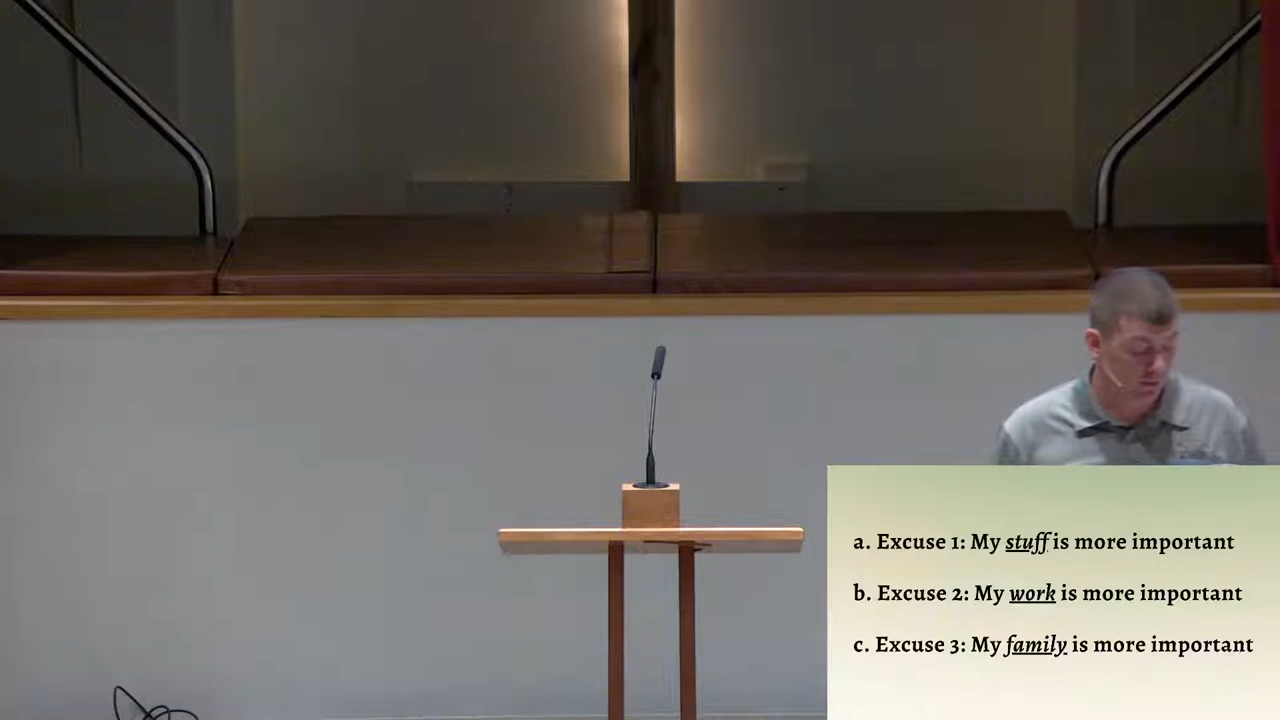 a. Excuse 1: My stuff is more important
b. Excuse 2: My work is more important
c. Excuse 3: My family is more important